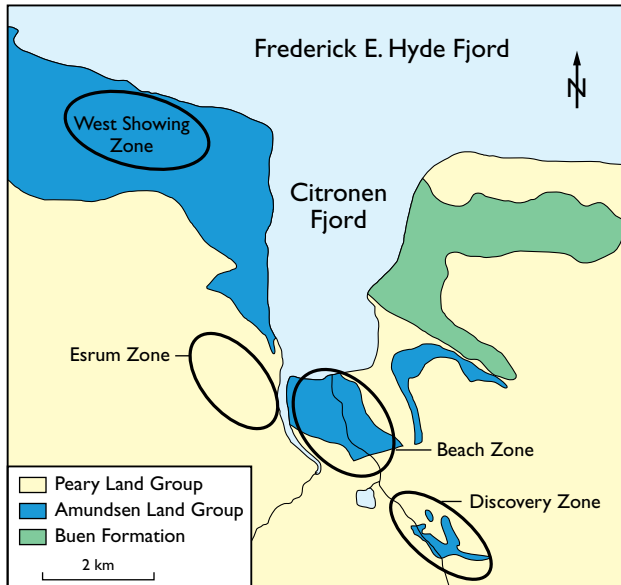 Frederick E. Hyde Fjord
N
West Showing
Zone
Citronen
Fjord
Esrum Zone
Beach Zone
Discovery Zone
Peary Land Group
Amundsen Land Group
Buen Formation
2 km